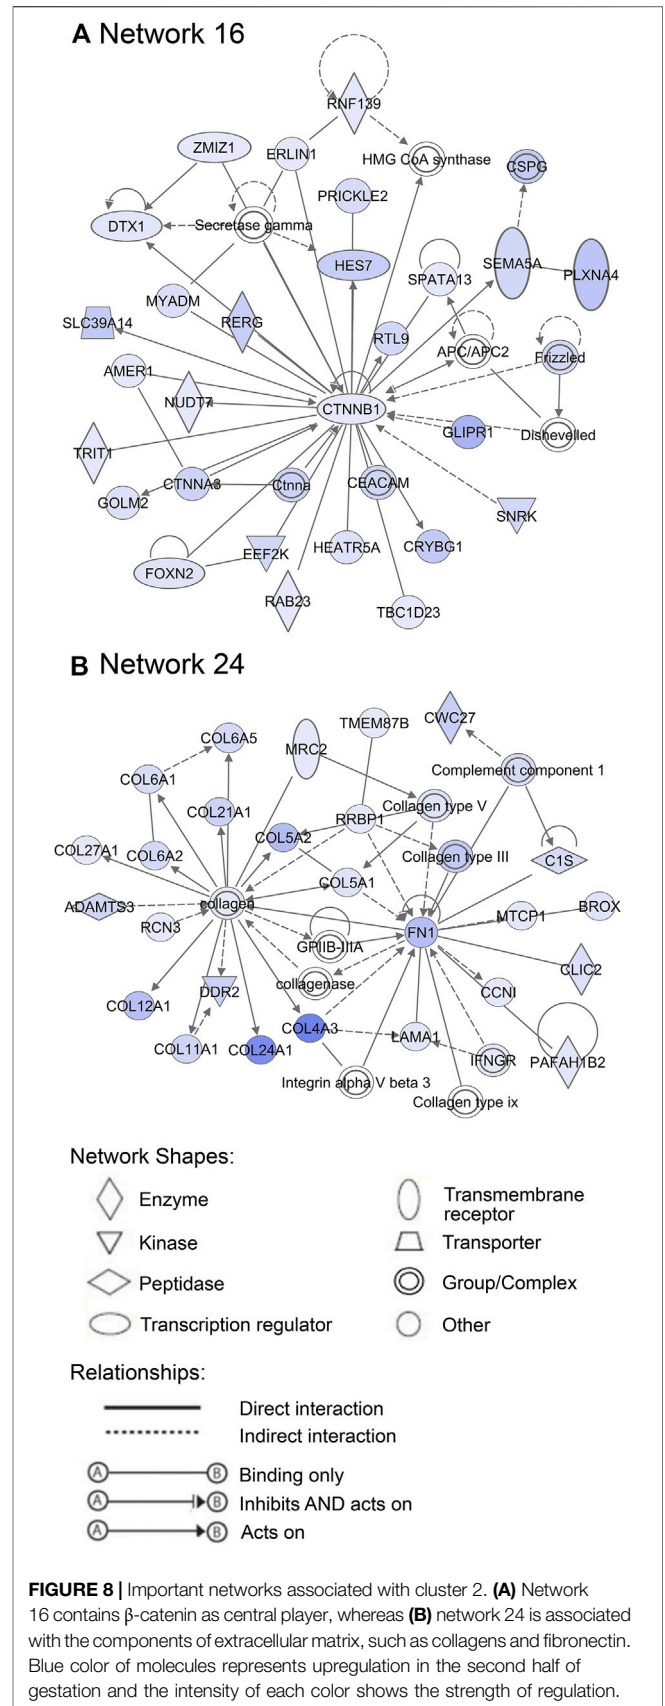 A Network 16
RNF139
ZMIZ1
ERLIN1
HMG CoA synthase
CSPG
PRICKLE2
DTX1
Secretase gamma
HES7
SEMA5A
PLXNA4
SPATA13
MYADM
SLC39A14
RERG
RTL9
APC/APC2
Frizzled
AMER1
NUDT7
CTNNB1
GLIPR1
Dishevelled
TRIT1
CTNNA3
Ctnna
CEACAM
GOLM2
SNRK
FOXN2
EEF2K
HEATR5A
CRYBG1
RAB23
TBC1D23
B Network 24
COL6A5
MRC2
TMEM87B
CWC27
COL6A1
Complement component 1
COL21A1
RRBP1
Collagen type V
COL5A2
COL27A1
COL6A2
Collagen type III
C1S
COL5A1
ADAMTS3
collagen
RCN3
FN1
MTCP1
BROX
GPIIB-IIIA
CLIC2
collagenase
CCNI
DDR2
COL12A1
COL4A3
LAMA1
COL11A1
COL24A1
IFNGR
PAFAH1B2
Integrin alpha V beta 3
Collagen type ix
Network Shapes:
Enzyme
Transmembrane
receptor
Kinase
Transporter
Peptidase
Group/Complex
Transcription regulator
Other
Relationships:
Direct interaction
Indirect interaction
A B Binding only
A B Inhibits AND acts on
A B Acts on
FIGURE 8 | Important networks associated with cluster 2. (A) Network
16 contains β-catenin as central player, whereas (B) network 24 is associated
with the components of extracellular matrix, such as collagens and fibronectin.
Blue color of molecules represents upregulation in the second half of
gestation and the intensity of each color shows the strength of regulation.